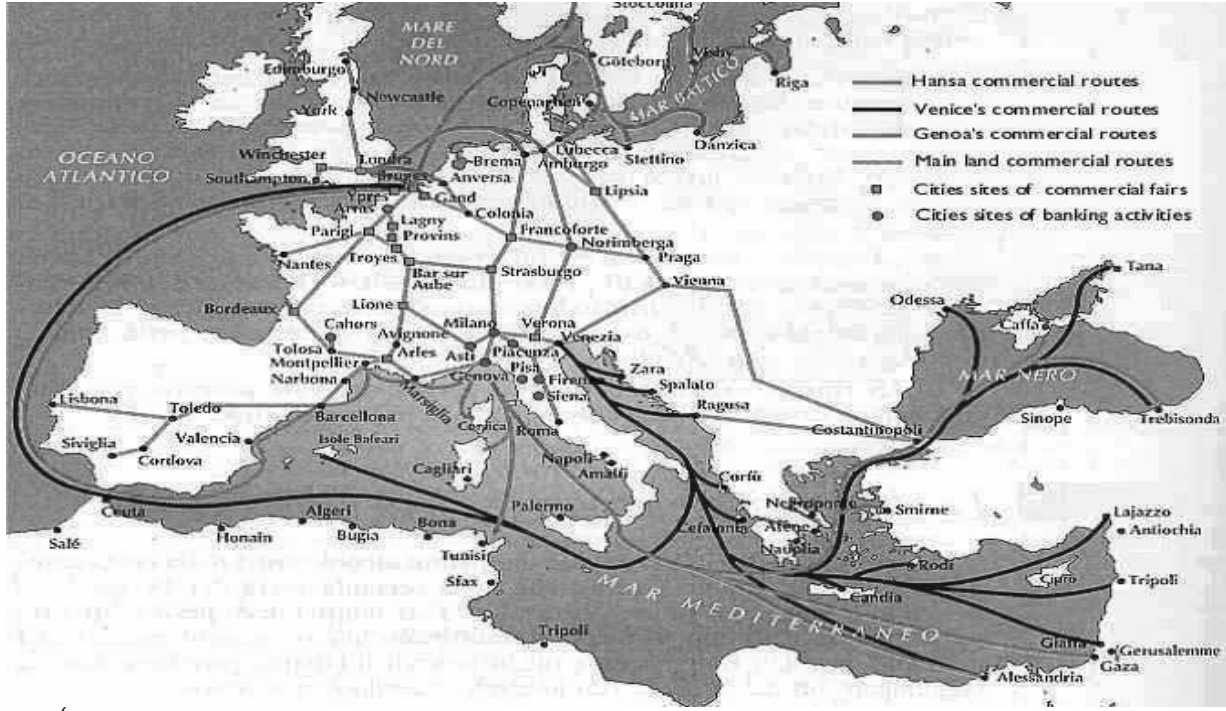 Stoccolma
MARE
DEL
NORD
Edimburgo
Göteborg
Visby
Riga
Newcastle
Copenaghen
MAR BALTICO
York
OCEANO
ATLANTICO
Winchester
Londra
Southampton
Bruges
Brema
Lubecca
Amburgo
Stettino
Danzica
Anversa
Ypres
Gand
Lipsia
Arras
Colonia
Lagny
Provins
Parigi
Francoforte
Norimberga
Praga
Nantes
Troyes
Bar sur
Aube
Strasburgo
Vienna
Bordeaux
Lione
Cahors
Avignone
Milano
Verona
Venezia
Tolosa
Arles
Asti
Piacenza
Montpellier
Genova
Pisa
Firenze
Zara
Narbona
Marsiglia
Siena
Spalato
Lisbona
Toledo
Barcellona
Corsica
Roma
Ragusa
Costantinopoli
Siviglia
Cordova
Valencia
Isole Baleari
Cagliari
Napoli
Amalfi
Corfù
Ceuta
Algeri
Palermo
Cefalonia
Negroponte
Atene
Nauplia
Smirne
Lajazzo
Antiochia
Salé
Honain
Bugia
Bona
Tunisi
Rodi
Cipro
Tripoli
Sfax
MAR MEDITERRANEO
Candia
Tripoli
Giaffa
Gerusalemme
Gaza
Alessandria
Odessa
Tana
Caffa
MAR NERO
Sinope
Trebisonda
Hansa commercial routes
Venice's commercial routes
Genoa's commercial routes
Main land commercial routes
Cities sites of commercial fairs
Cities sites of banking activities